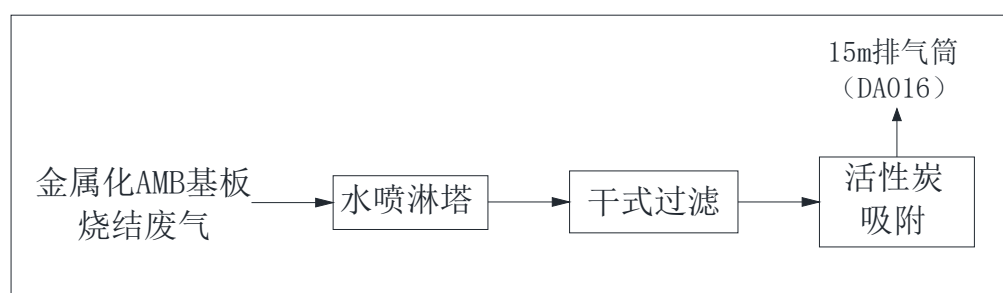 15m排气筒
（DA016）
金属化AMB基板
烧结废气
水喷淋塔
干式过滤
活性炭
吸附